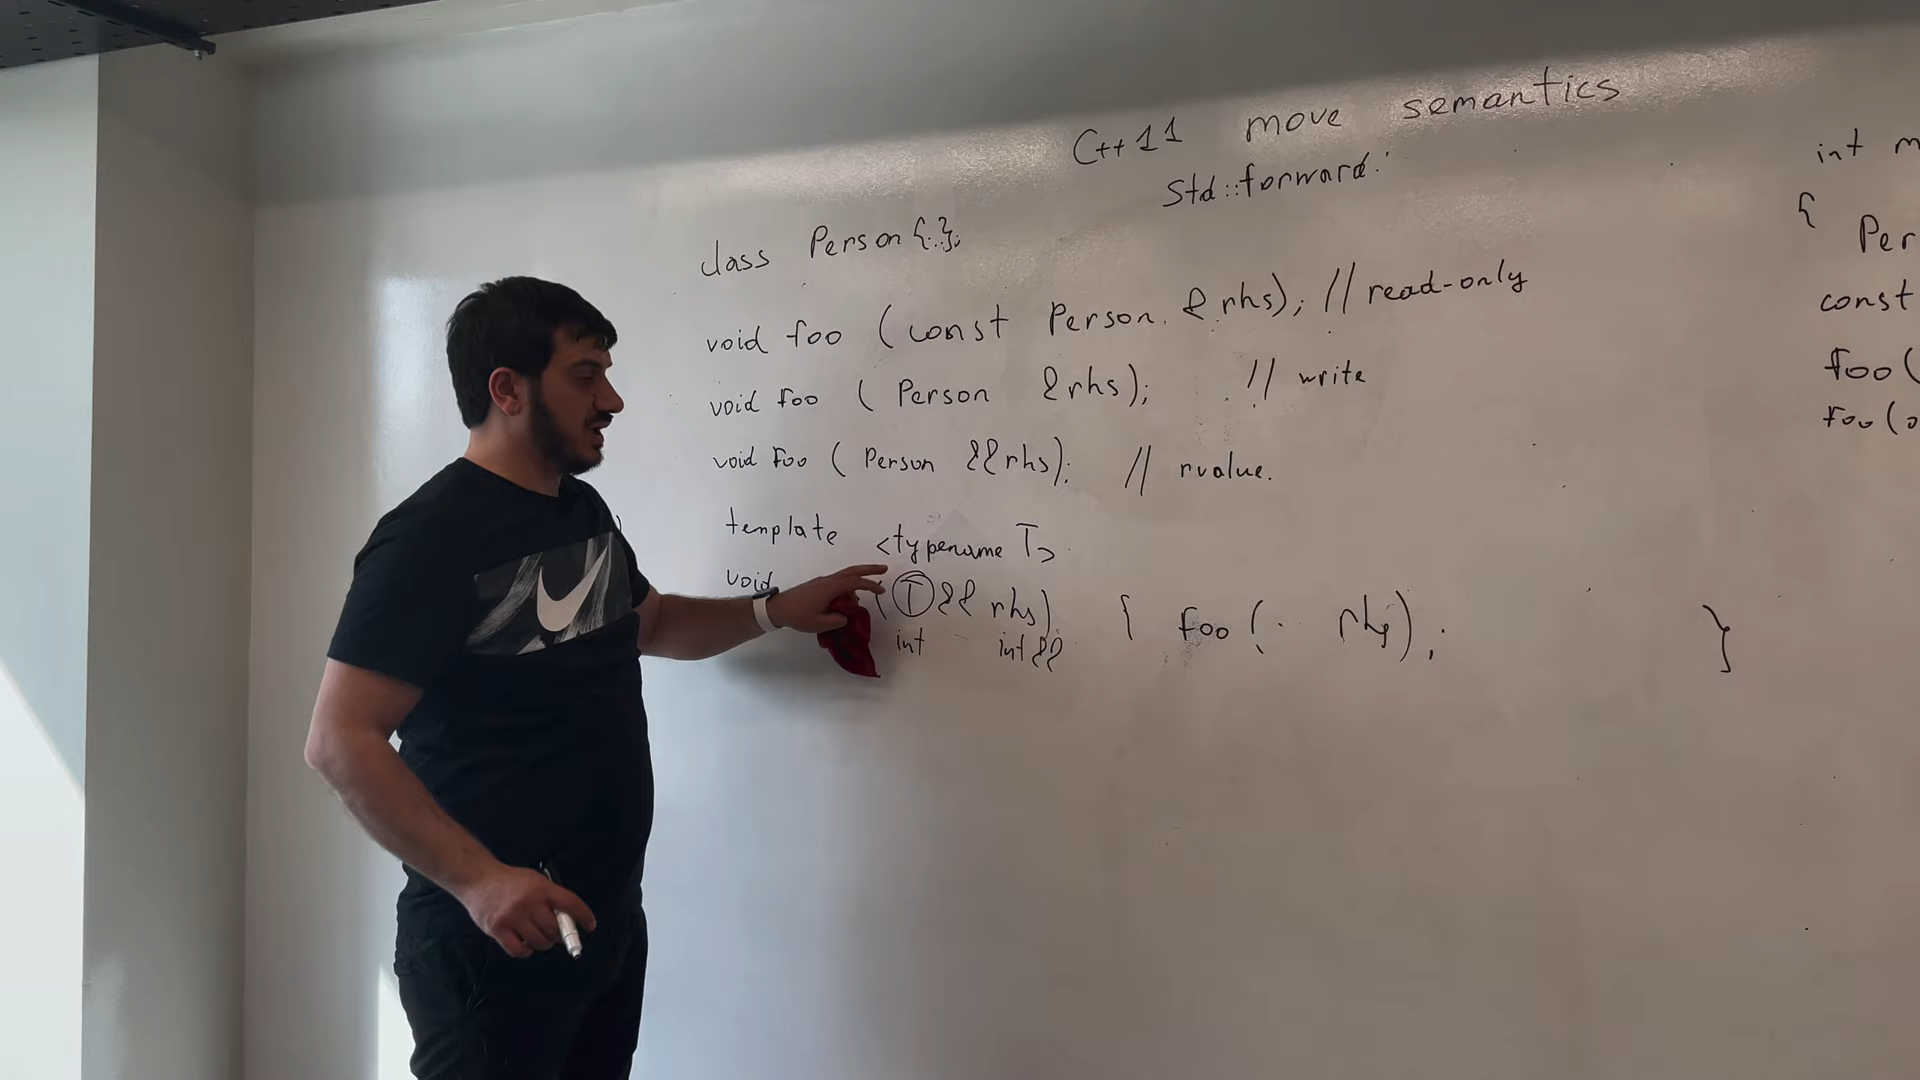 C++11 move semantics
std::forward:
class Person{..};
void foo (const Person & rhs); // read-only
void foo ( Person &rhs); // write
void foo ( Person &&rhs); // rvalue.
template <typename T>
void (T&& rhs) { foo ( rhs); }
int int&&
int m
{
Per
const
foo(
foo(o